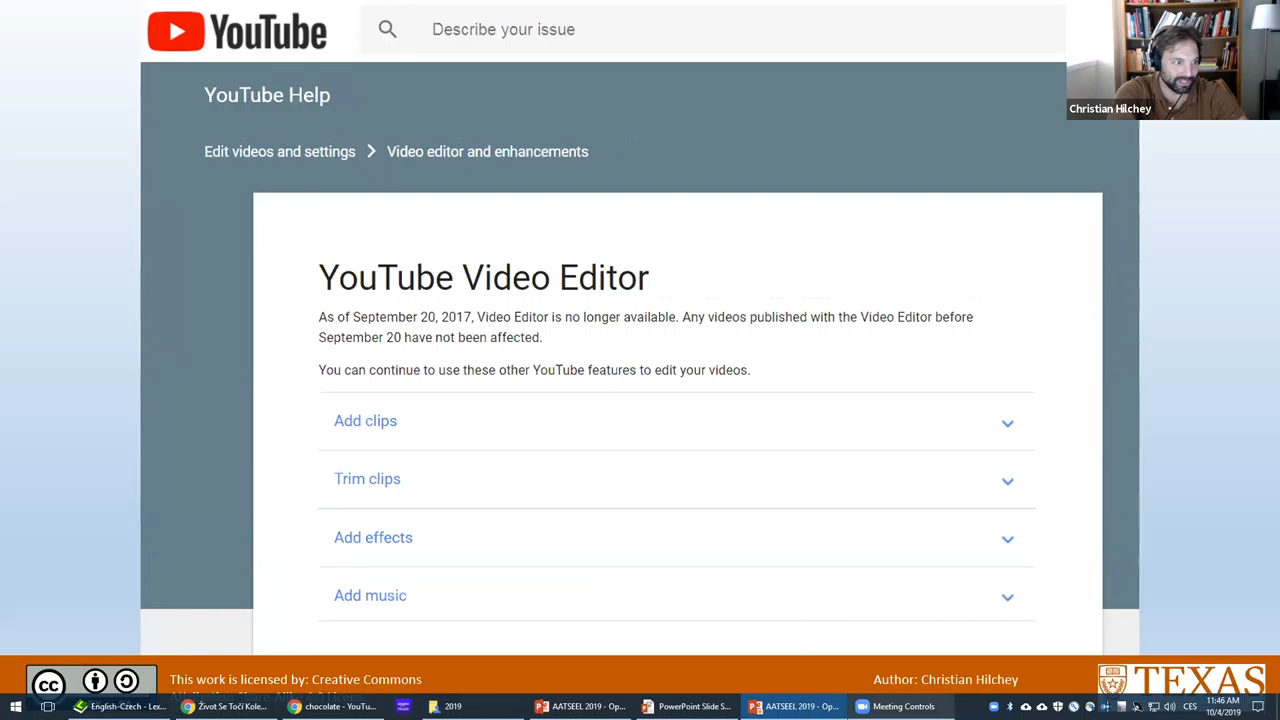 YouTube
Describe your issue
Christian Hilchey
YouTube Help
Edit videos and settings > Video editor and enhancements
YouTube Video Editor
As of September 20, 2017, Video Editor is no longer available. Any videos published with the Video Editor before
September 20 have not been affected.
You can continue to use these other YouTube features to edit your videos.
Add clips
Trim clips
Add effects
Add music
cc
This work is licensed by: Creative Commons
Author: Christian Hilchey
TEXAS
English-Czech - Lex...
Život Se Točí Kole...
chocolate - YouTu...
2019
AATSEEL 2019 - Op...
PowerPoint Slide S...
AATSEEL 2019 - Op...
Meeting Controls
CES
11:46 AM
10/4/2019